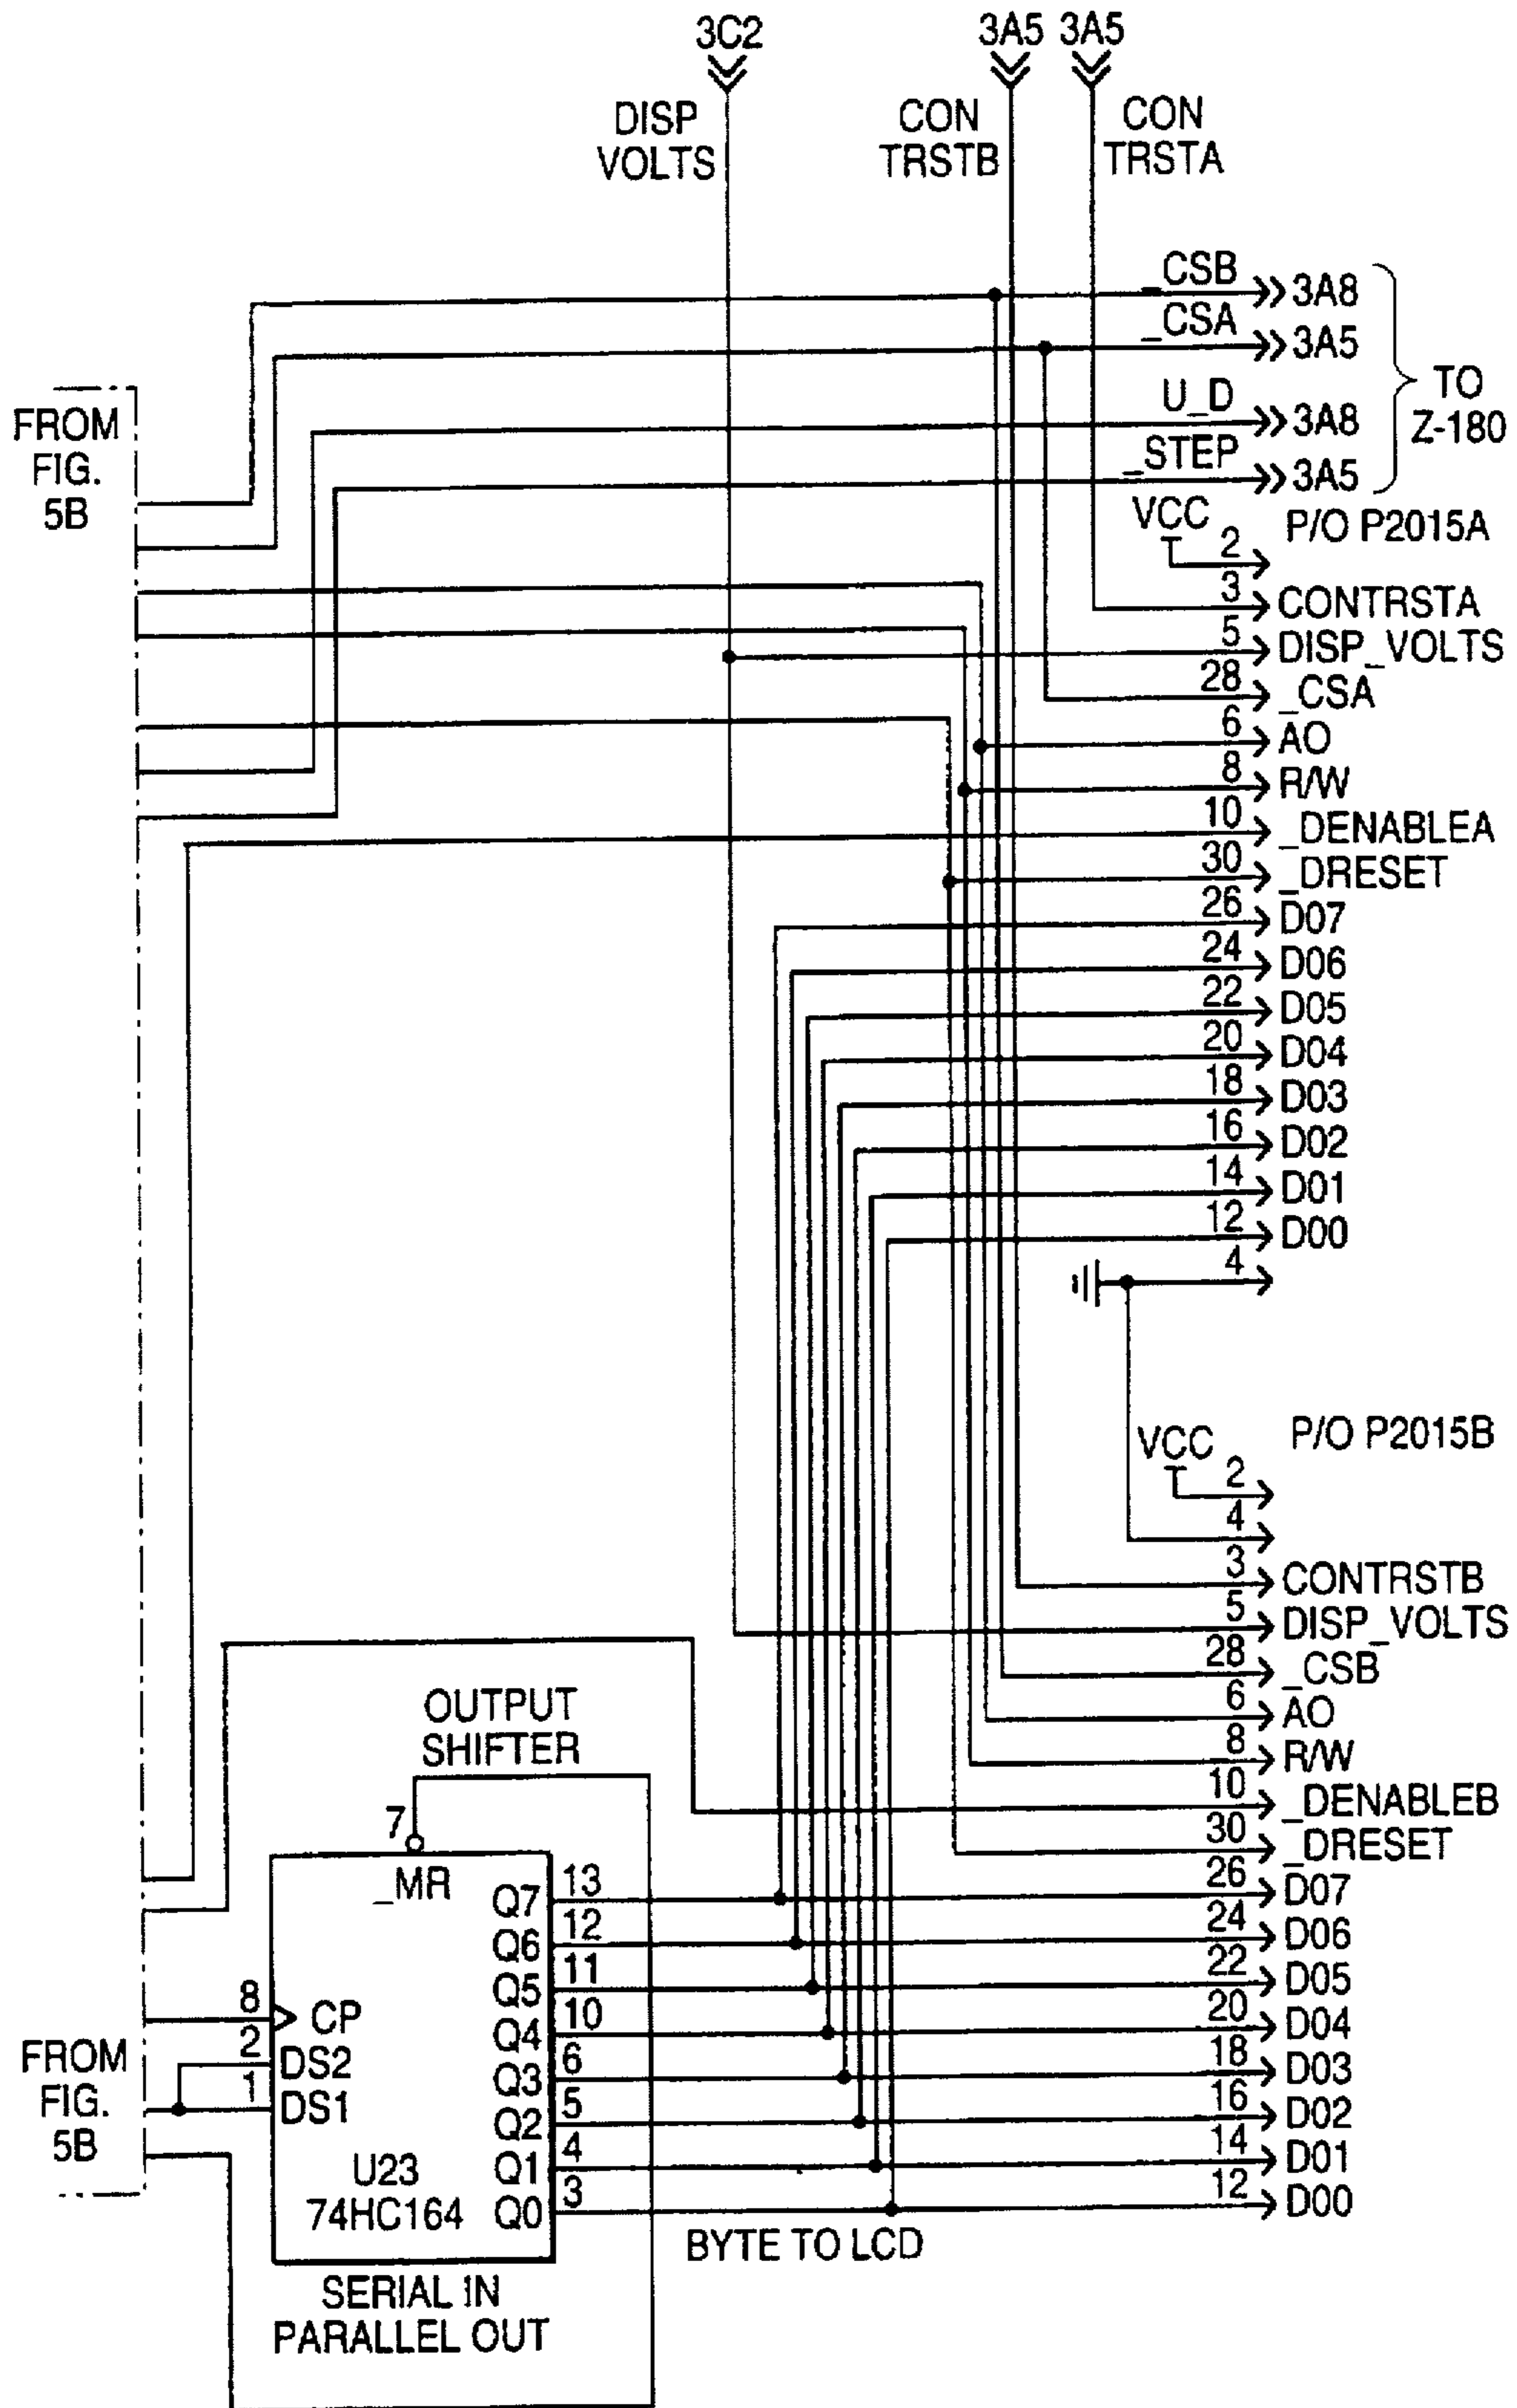 3C2
3A5 3A5
DISP
VOLTS
CON
TRSTB
CON
TRSTA
_CSB
3A8
_CSA
3A5
U_D
3A8
_STEP
3A5
TO
Z-180
FROM
FIG.
5B
P/O P2015A
VCC
2
3 CONTRSTA
5 DISP_VOLTS
28 _CSA
6 AO
8 R/W
10 _DENABLEA
30 _DRESET
26 D07
24 D06
22 D05
20 D04
18 D03
16 D02
14 D01
12 D00
4
P/O P2015B
VCC
2
4
3 CONTRSTB
5 DISP_VOLTS
28 _CSB
6 AO
8 R/W
10 _DENABLEB
30 _DRESET
26 D07
24 D06
22 D05
20 D04
18 D03
16 D02
14 D01
12 D00
OUTPUT
SHIFTER
7
_MR
Q7 13
Q6 12
Q5 11
Q4 10
Q3 6
Q2 5
Q1 4
Q0 3
8 CP
2 DS2
1 DS1
U23
74HC164
FROM
FIG.
5B
BYTE TO LCD
SERIAL IN
PARALLEL OUT